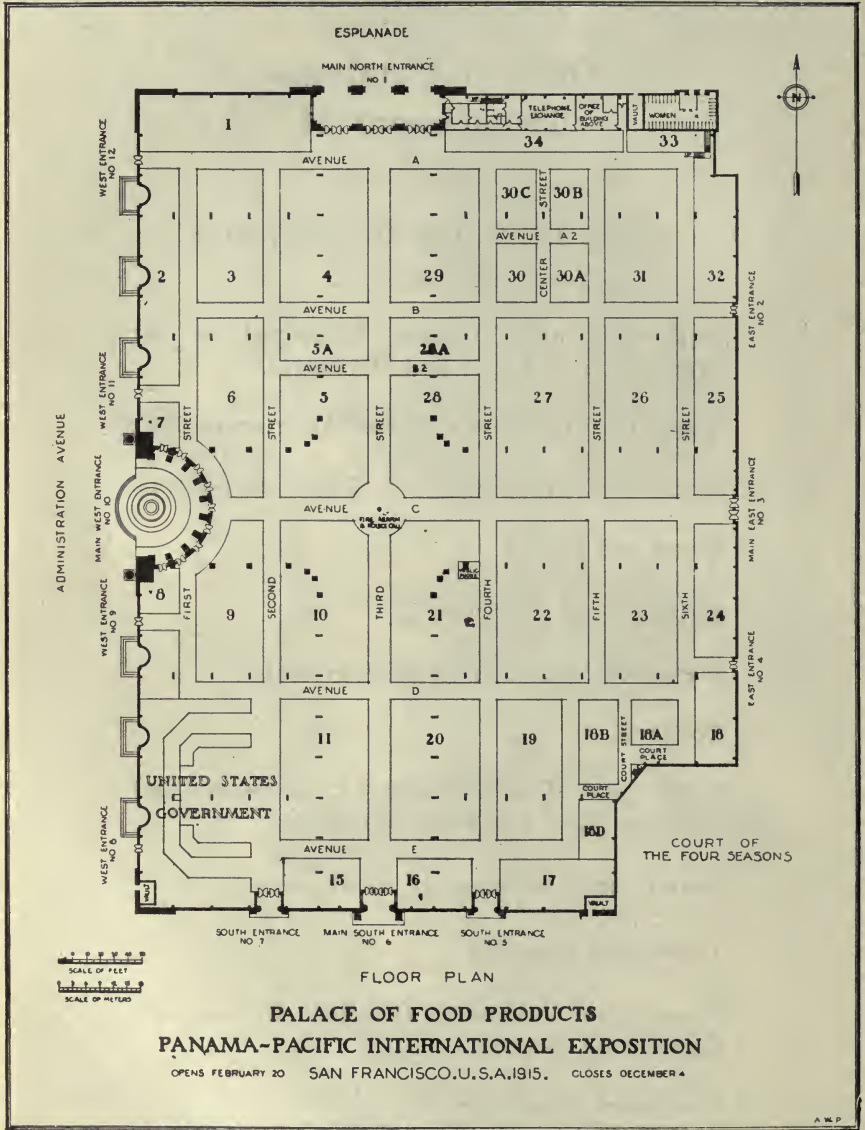 ESPLANADE
MAIN NORTH ENTRANCE
NO 1
N
TELEPHONE
EXCHANGE
OFFICE
OF
BUILDING
ABOVE
VAULT
WOMEN
1
34
33
UP
WEST ENTRANCE
NO 12
AVENUE A
30C
STREET
30B
AVENUE A2
2
3
4
29
30
CENTER
30A
31
32
AVENUE B
EAST ENTRANCE
NO 2
5A
28A
AVENUE B2
WEST ENTRANCE
NO 11
6
5
28
27
26
25
7
STREET
STREET
STREET
FOURTH
STREET
STREET
ADMINISTRATION AVENUE
MAIN WEST ENTRANCE
NO 10
AVENUE C
FIRE ALARM
& POLICE CALL
MAIN EAST ENTRANCE
NO 3
8
FIRST
SECOND
THIRD
FOURTH
FIFTH
SIXTH
WEST ENTRANCE
NO 9
9
10
21
22
23
24
EAST ENTRANCE
NO 4
AVENUE D
11
20
19
18B
COURT STREET
18A
18
COURT
PLACE
UNITED STATES
GOVERNMENT
COURT
PLACE
18D
WEST ENTRANCE
NO 8
AVENUE E
COURT OF
THE FOUR SEASONS
15
16
17
VAULT
VAULT
SOUTH ENTRANCE
NO 7
MAIN SOUTH ENTRANCE
NO 6
SOUTH ENTRANCE
NO 5
SCALE OF FEET
SCALE OF METERS
FLOOR PLAN
PALACE OF FOOD PRODUCTS
PANAMA-PACIFIC INTERNATIONAL EXPOSITION
OPENS FEBRUARY 20 SAN FRANCISCO.U.S.A.1915. CLOSES DECEMBER 4
A W P